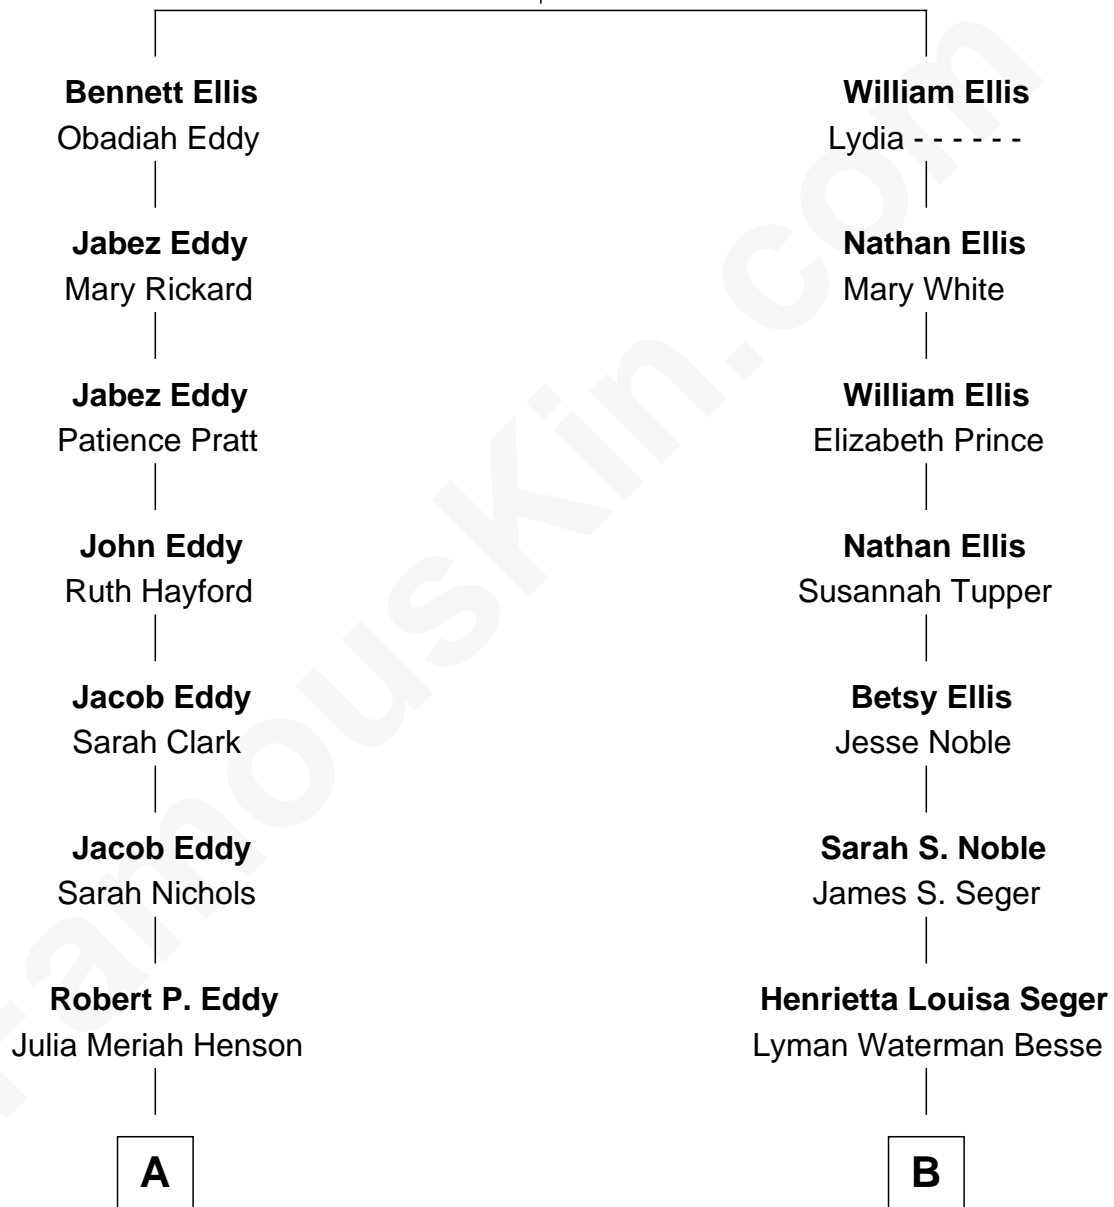 Bennett Ellis
Obadiah Eddy
Jabez Eddy
Mary Rickard
Jabez Eddy
Patience Pratt
John Eddy
Ruth Hayford
Jacob Eddy
Sarah Clark
Jacob Eddy
Sarah Nichols
Robert P. Eddy
Julia Meriah Henson
A
William Ellis
Lydia - - - - - -
Nathan Ellis
Mary White
William Ellis
Elizabeth Prince
Nathan Ellis
Susannah Tupper
Betsy Ellis
Jesse Noble
Sarah S. Noble
James S. Seger
Henrietta Louisa Seger
Lyman Waterman Besse
B
FamousKin.com